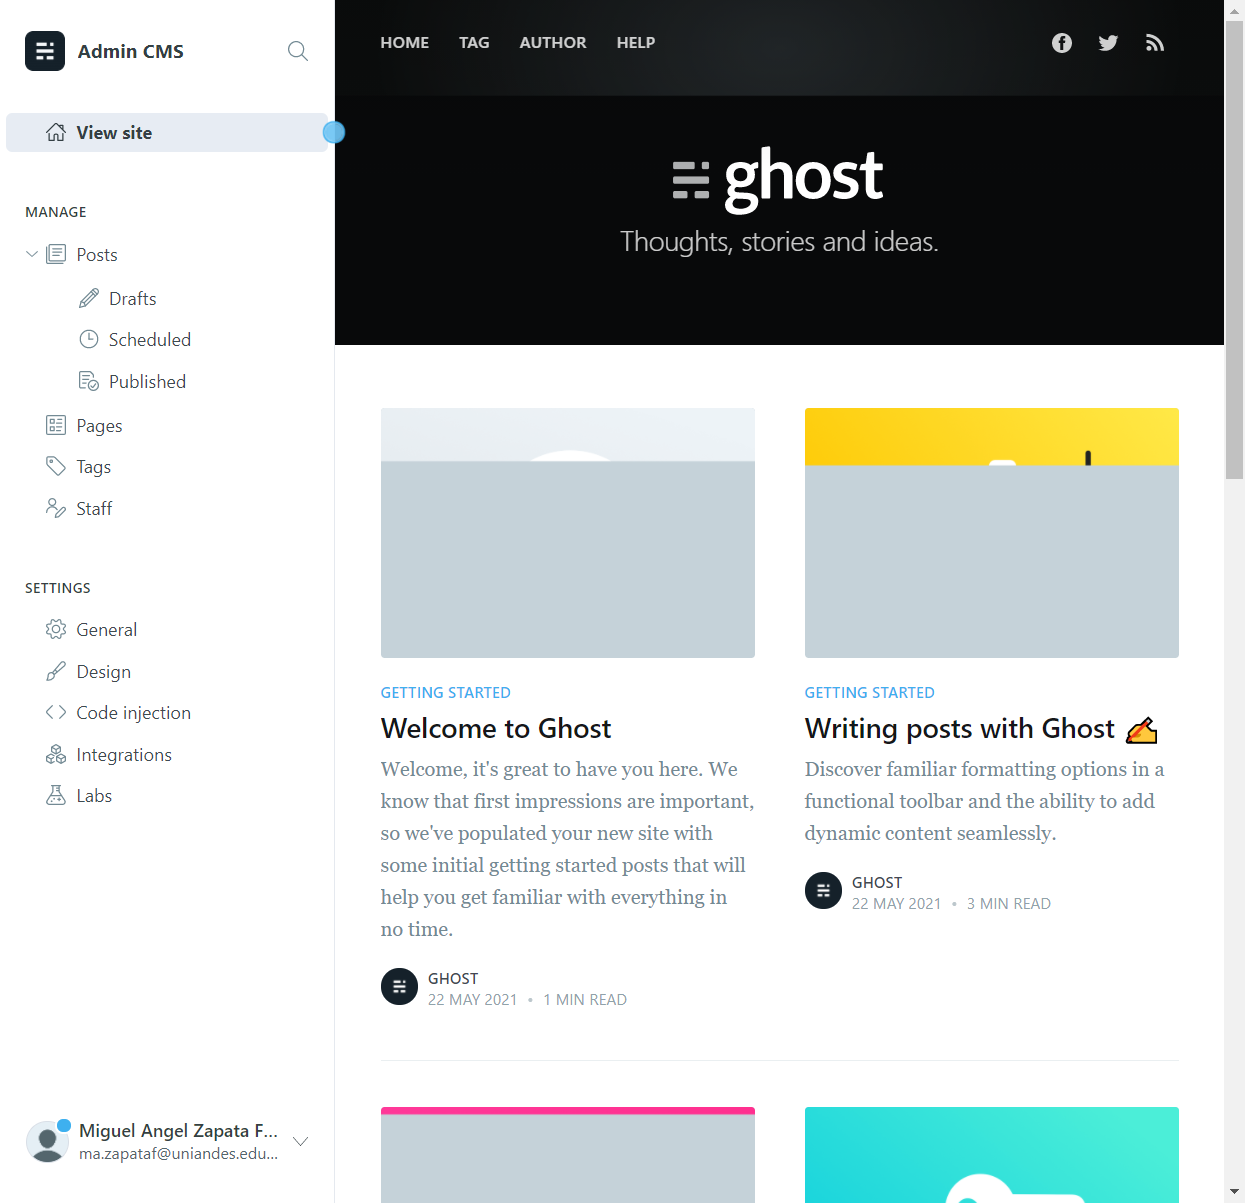 Admin CMS
View site
MANAGE
Posts
Drafts
Scheduled
Published
Pages
Tags
Staff
SETTINGS
General
Design
Code injection
Integrations
Labs
Miguel Angel Zapata F...
ma.zapataf@uniandes.edu...
HOME TAG AUTHOR HELP
ghost
Thoughts, stories and ideas.
GETTING STARTED
Welcome to Ghost
Welcome, it's great to have you here. We
know that first impressions are important,
so we've populated your new site with
some initial getting started posts that will
help you get familiar with everything in
no time.
GHOST
22 MAY 2021 • 1 MIN READ
GETTING STARTED
Writing posts with Ghost ✍️
Discover familiar formatting options in a
functional toolbar and the ability to add
dynamic content seamlessly.
GHOST
22 MAY 2021 • 3 MIN READ